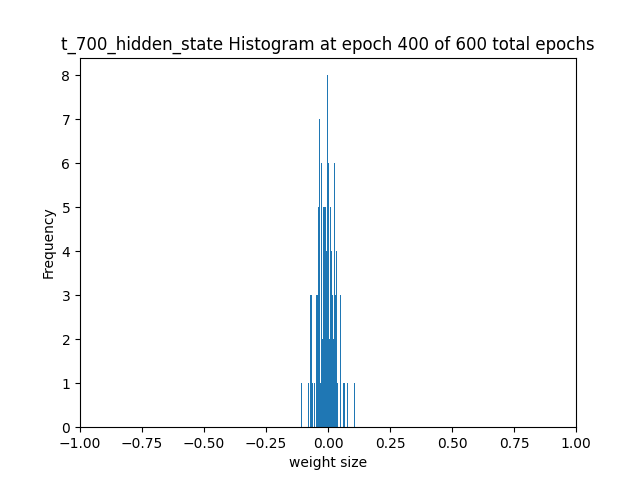 t_700_hidden_state Histogram at epoch 400 of 600 total epochs
8
7
6
5
4
3
2
1
0
Frequency
−1.00 −0.75 −0.50 −0.25 0.00 0.25 0.50 0.75 1.00
weight size